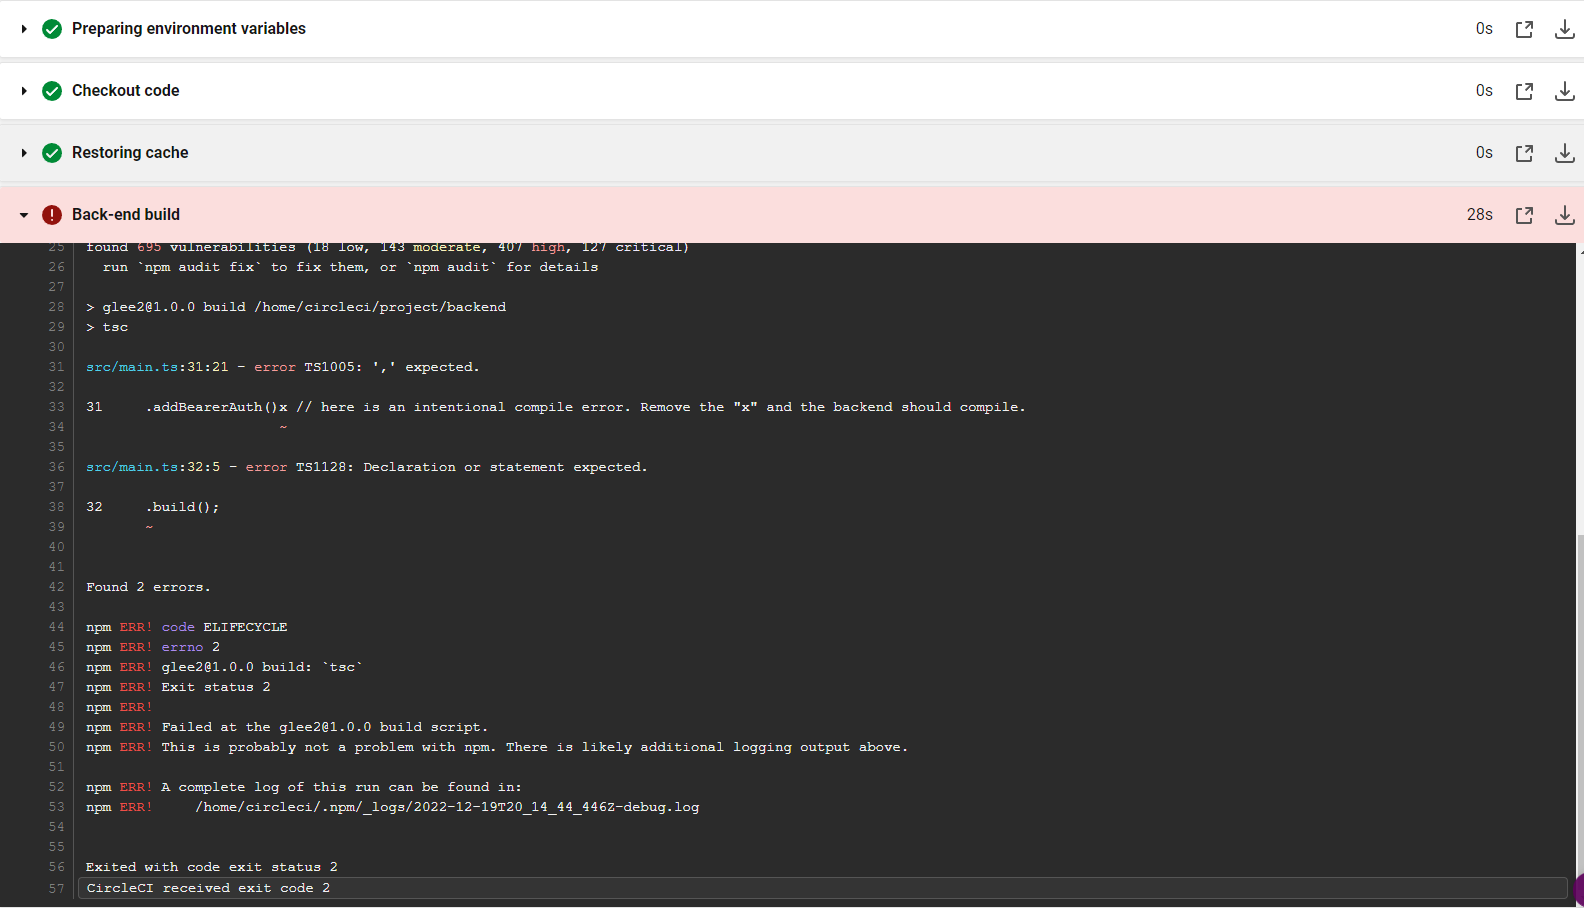 Preparing environment variables 0s
Checkout code 0s
Restoring cache 0s
Back-end build 28s
25 found 695 vulnerabilities (18 low, 143 moderate, 407 high, 127 critical)
26 run `npm audit fix` to fix them, or `npm audit` for details
27
28 > glee2@1.0.0 build /home/circleci/project/backend
29 > tsc
30
31 src/main.ts:31:21 - error TS1005: ',' expected.
32
33 31 .addBearerAuth()x // here is an intentional compile error. Remove the "x" and the backend should compile.
34 ~
35
36 src/main.ts:32:5 - error TS1128: Declaration or statement expected.
37
38 32 .build();
39 ~
40
41
42 Found 2 errors.
43
44 npm ERR! code ELIFECYCLE
45 npm ERR! errno 2
46 npm ERR! glee2@1.0.0 build: `tsc`
47 npm ERR! Exit status 2
48 npm ERR!
49 npm ERR! Failed at the glee2@1.0.0 build script.
50 npm ERR! This is probably not a problem with npm. There is likely additional logging output above.
51
52 npm ERR! A complete log of this run can be found in:
53 npm ERR! /home/circleci/.npm/_logs/2022-12-19T20_14_44_446Z-debug.log
54
55
56 Exited with code exit status 2
57 CircleCI received exit code 2